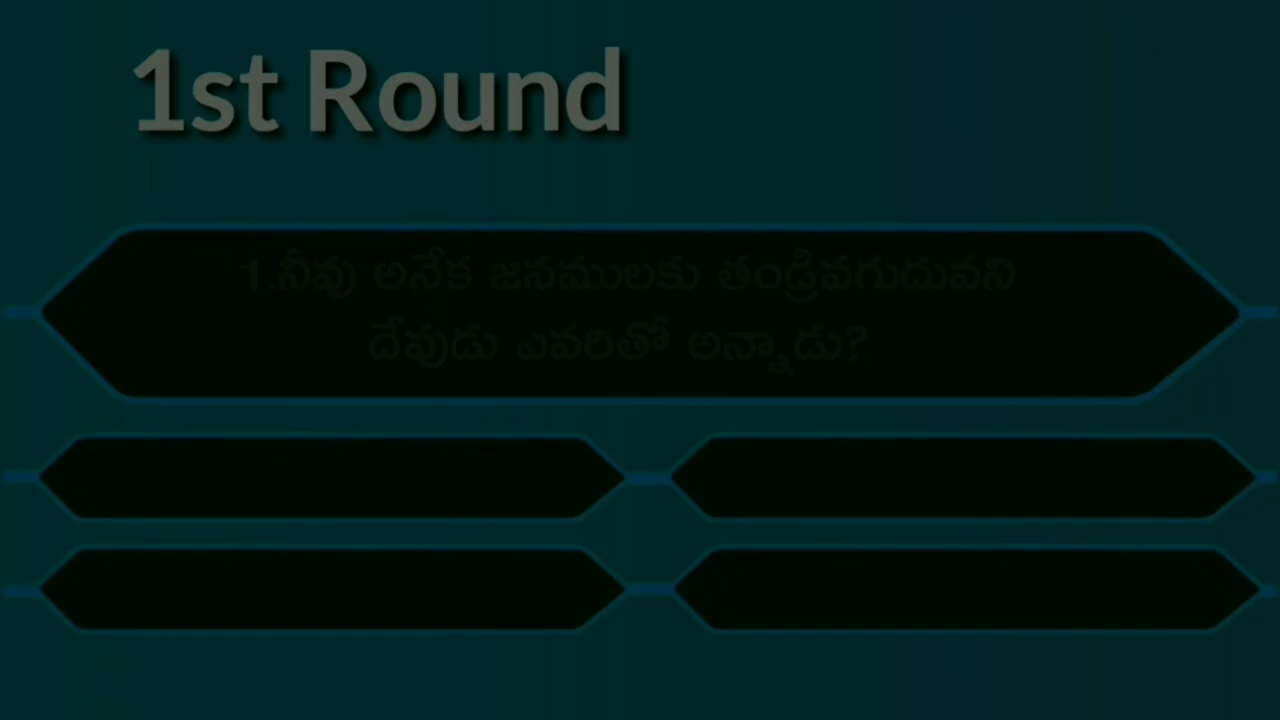 1st Round
1.నీవు అనేక జనములకు తండ్రివగుదువని
దేవుడు ఎవరితో అన్నాడు?